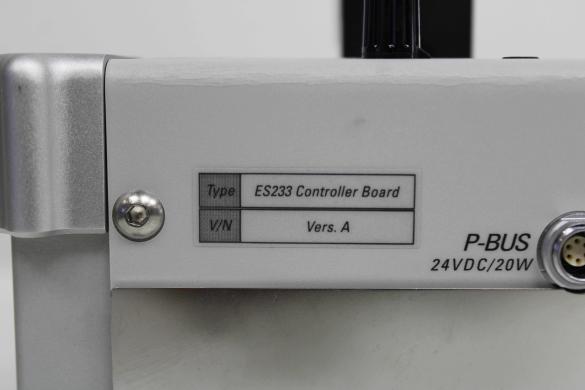 Type ES233 Controller Board
V/N Vers. A
P-BUS
24VDC/20W